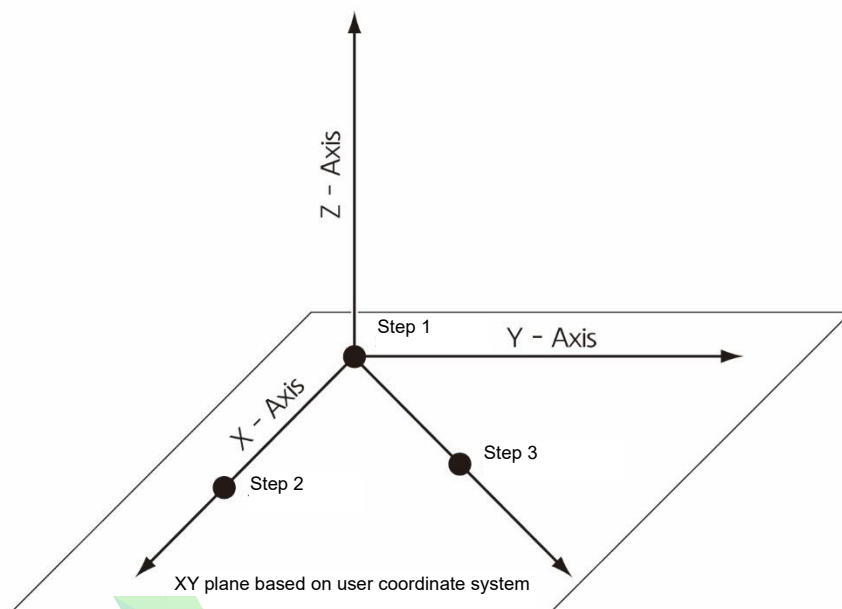 Z - Axis
Step 1
Y - Axis
X - Axis
Step 3
Step 2
XY plane based on user coordinate system